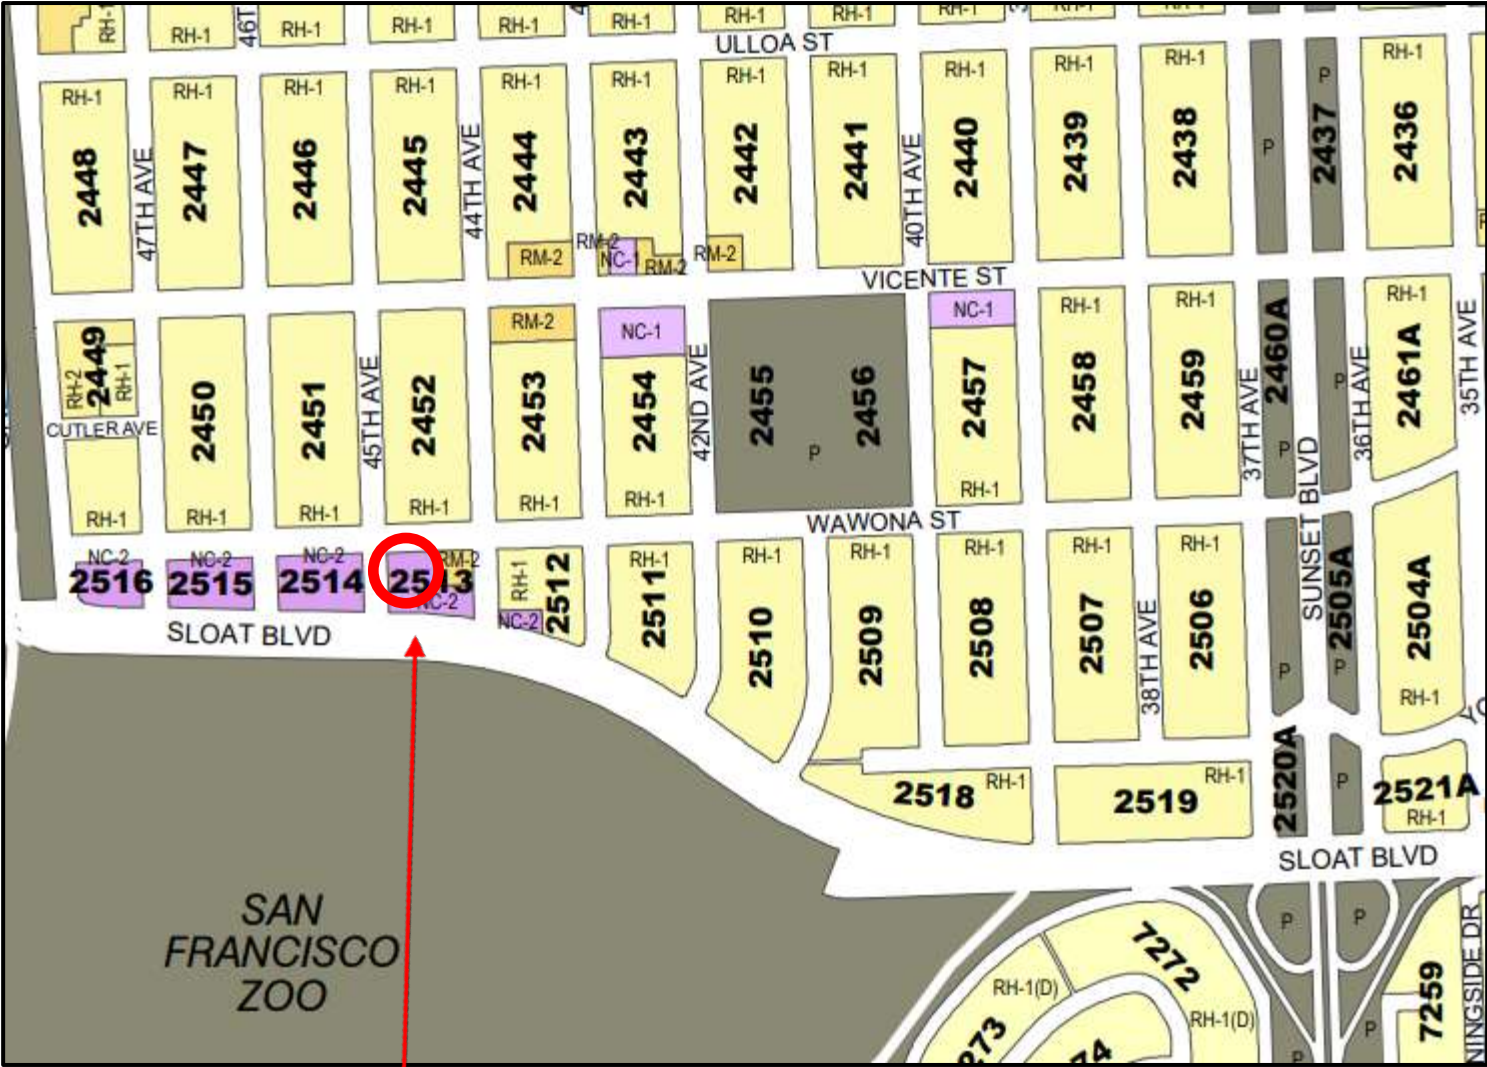 RH-1
RH-1
46T
RH-1
RH-1
RH-1
RH-1
RH-1
RH-1
RH-1
RH-1
RH-1
ULLOA ST
RH-1
RH-1
RH-1
RH-1
RH-1
RH-1
RH-1
RH-1
RH-1
RH-1
RH-1
P
RH-1
2448
47TH AVE
2447
2446
2445
44TH AVE
2444
2443
2442
2441
40TH AVE
2440
2439
2438
P
2437
2436
RM-2
RM-2
NC-1
RM-2
RM-2
VICENTE ST
2449
RH-2
RH-1
CUTLER AVE
RH-1
2450
RH-1
2451
RH-1
45TH AVE
2452
RH-1
RM-2
2453
RH-1
NC-1
2454
RH-1
42ND AVE
2455
2456
P
NC-1
2457
RH-1
RH-1
2458
RH-1
2459
37TH AVE
2460A
P
P
36TH AVE
RH-1
2461A
35TH AVE
WAWONA ST
NC-2
2516
NC-2
2515
NC-2
2514
2513
RM-2
NC-2
RH-1
NC-2
2512
RH-1
2511
RH-1
2510
RH-1
2509
RH-1
2508
RH-1
2507
38TH AVE
RH-1
2506
SUNSET BLVD
P
2505A
P
2504A
RH-1
SLOAT BLVD
2518
RH-1
2519
RH-1
2520A
P
2521A
RH-1
SLOAT BLVD
SAN
FRANCISCO
ZOO
7272
RH-1(D)
RH-1(D)
273
74
P
P
P
P
7259
NINGSIDE DR